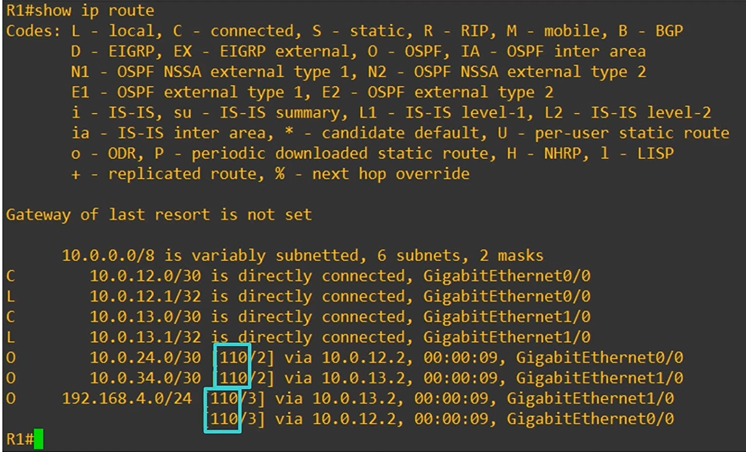 R1#show ip route
Codes: L - local, C - connected, S - static, R - RIP, M - mobile, B - BGP
D - EIGRP, EX - EIGRP external, O - OSPF, IA - OSPF inter area
N1 - OSPF NSSA external type 1, N2 - OSPF NSSA external type 2
E1 - OSPF external type 1, E2 - OSPF external type 2
i - IS-IS, su - IS-IS summary, L1 - IS-IS level-1, L2 - IS-IS level-2
ia - IS-IS inter area, * - candidate default, U - per-user static route
o - ODR, P - periodic downloaded static route, H - NHRP, l - LISP
+ - replicated route, % - next hop override
Gateway of last resort is not set
10.0.0.0/8 is variably subnetted, 6 subnets, 2 masks
C 10.0.12.0/30 is directly connected, GigabitEthernet0/0
L 10.0.12.1/32 is directly connected, GigabitEthernet0/0
C 10.0.13.0/30 is directly connected, GigabitEthernet1/0
L 10.0.13.1/32 is directly connected, GigabitEthernet1/0
O 10.0.24.0/30 [110/2] via 10.0.12.2, 00:00:09, GigabitEthernet0/0
O 10.0.34.0/30 [110/2] via 10.0.13.2, 00:00:09, GigabitEthernet1/0
O 192.168.4.0/24 [110/3] via 10.0.13.2, 00:00:09, GigabitEthernet1/0
[110/3] via 10.0.12.2, 00:00:09, GigabitEthernet0/0
R1#